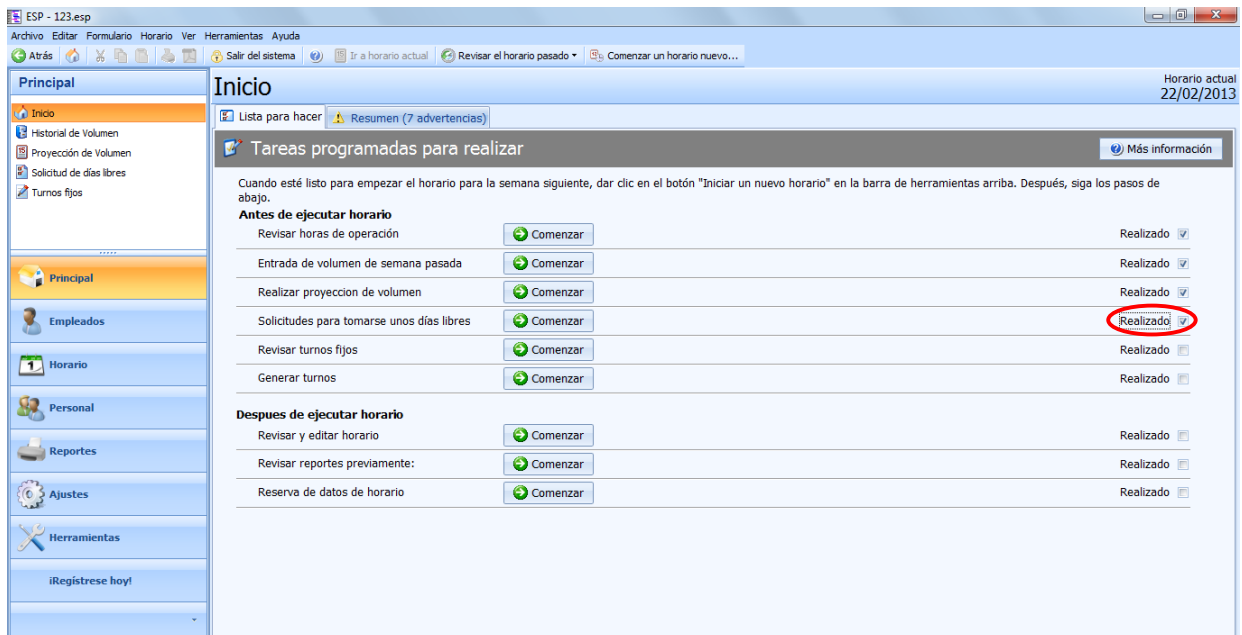 ESP - 123.esp
Archivo Editar Formulario Horario Ver Herramientas Ayuda
Atrás Salir del sistema Ir a horario actual Revisar el horario pasado Comenzar un horario nuevo...
Principal
Inicio
Historial de Volumen
Proyección de Volumen
Solicitud de días libres
Turnos fijos
Principal
Empleados
Horario
Personal
Reportes
Ajustes
Herramientas
¡Regístrese hoy!
Inicio
Horario actual
22/02/2013
Lista para hacer Resumen (7 advertencias)
Tareas programadas para realizar Más información
Cuando esté listo para empezar el horario para la semana siguiente, dar clic en el botón "Iniciar un nuevo horario" en la barra de herramientas arriba. Después, siga los pasos de
abajo.
Antes de ejecutar horario
Revisar horas de operación Comenzar Realizado
Entrada de volumen de semana pasada Comenzar Realizado
Realizar proyeccion de volumen Comenzar Realizado
Solicitudes para tomarse unos días libres Comenzar Realizado
Revisar turnos fijos Comenzar Realizado
Generar turnos Comenzar Realizado
Despues de ejecutar horario
Revisar y editar horario Comenzar Realizado
Revisar reportes previamente: Comenzar Realizado
Reserva de datos de horario Comenzar Realizado